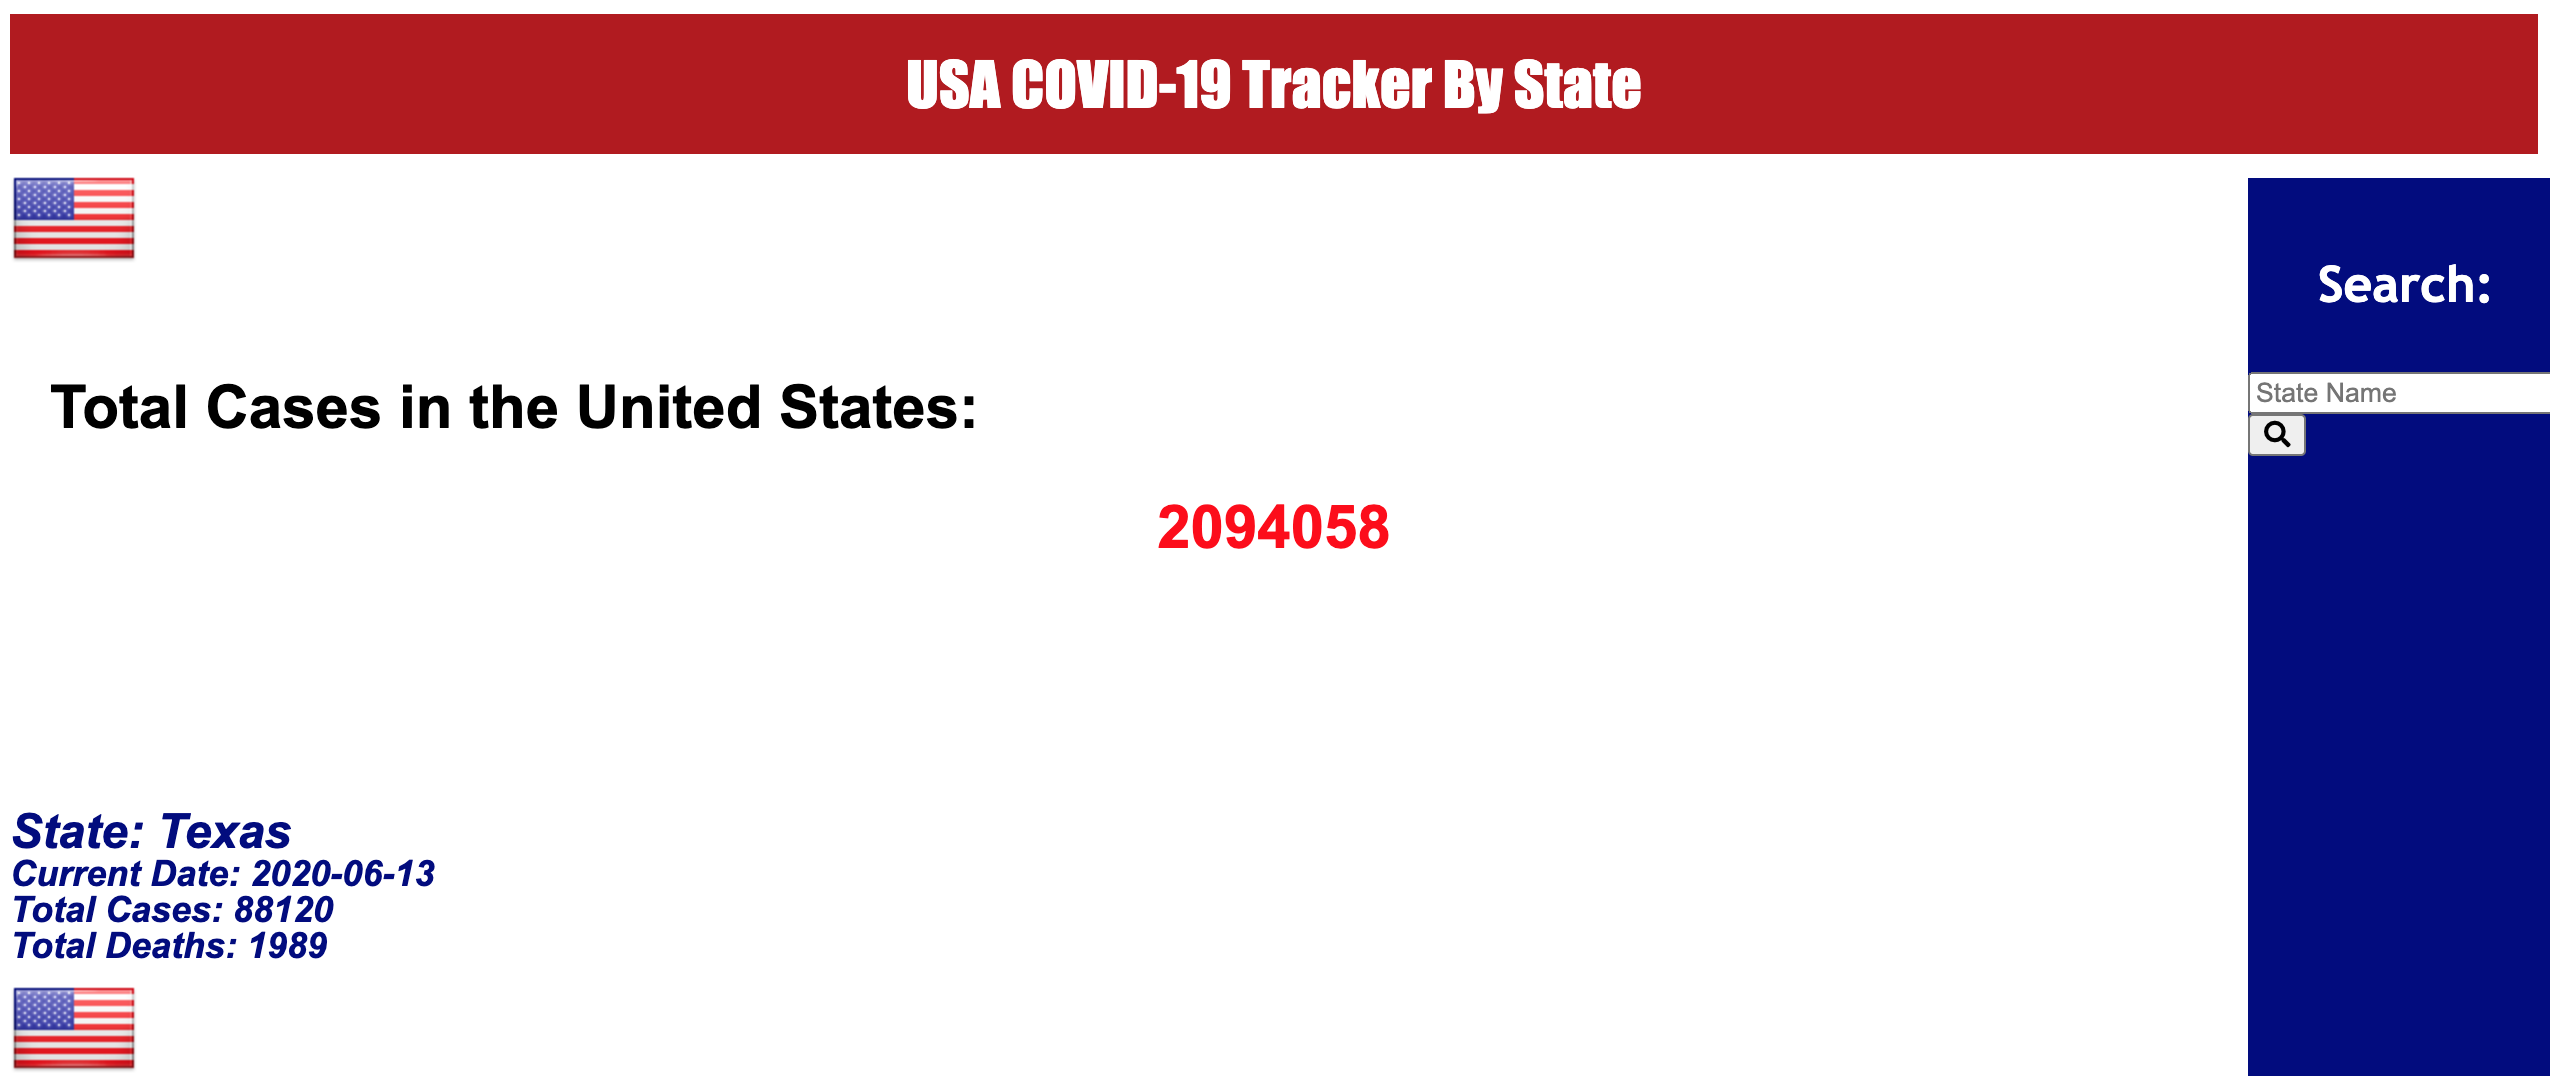 USA COVID-19 Tracker By State
Search:
State Name
Total Cases in the United States:
2094058
State: Texas
Current Date: 2020-06-13
Total Cases: 88120
Total Deaths: 1989